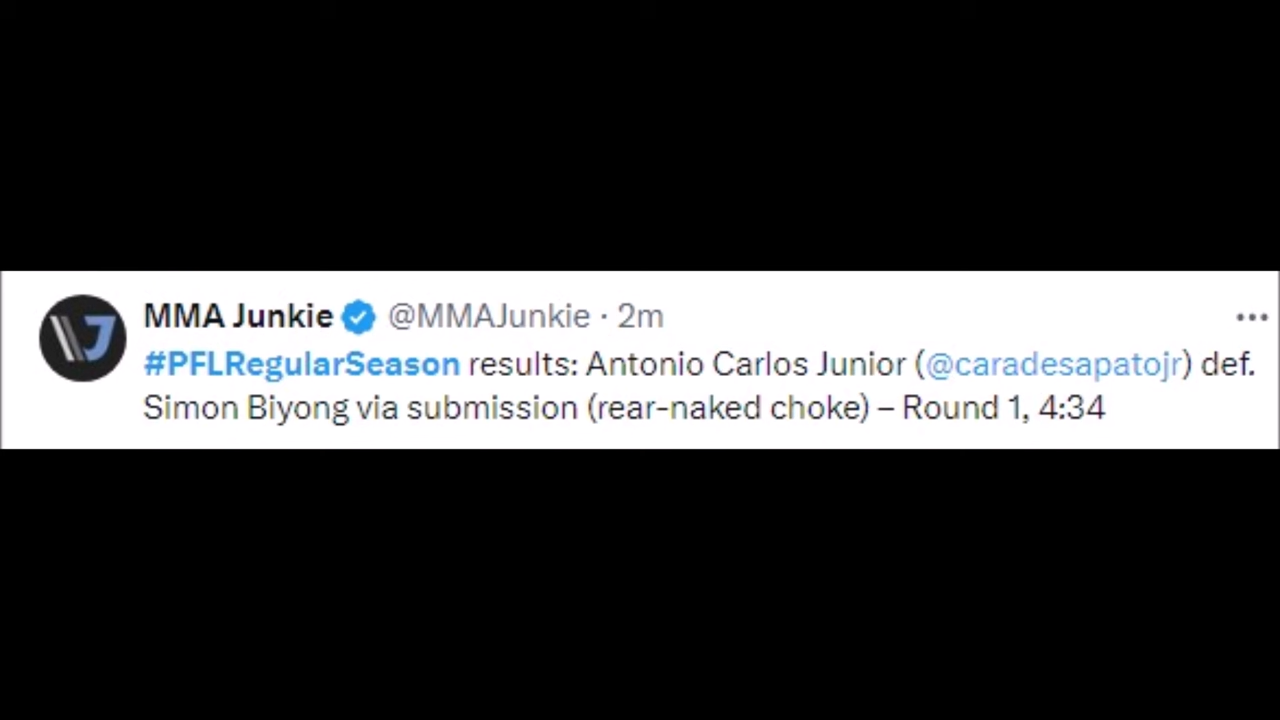 MMA Junkie @MMAJunkie · 2m
#PFLRegularSeason results: Antonio Carlos Junior (@caradesapatojr) def.
Simon Biyong via submission (rear-naked choke) – Round 1, 4:34